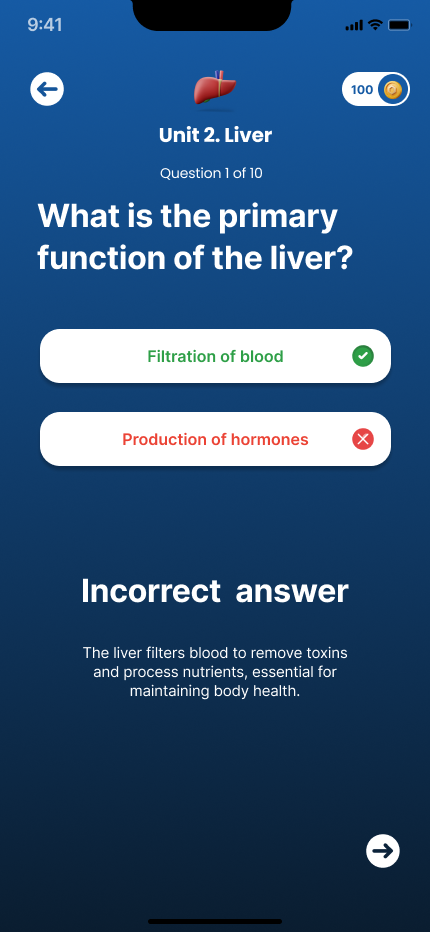 9:41
100
Unit 2. Liver
Question 1 of 10
What is the primary
function of the liver?
Filtration of blood
Production of hormones
Incorrect answer
The liver filters blood to remove toxins
and process nutrients, essential for
maintaining body health.